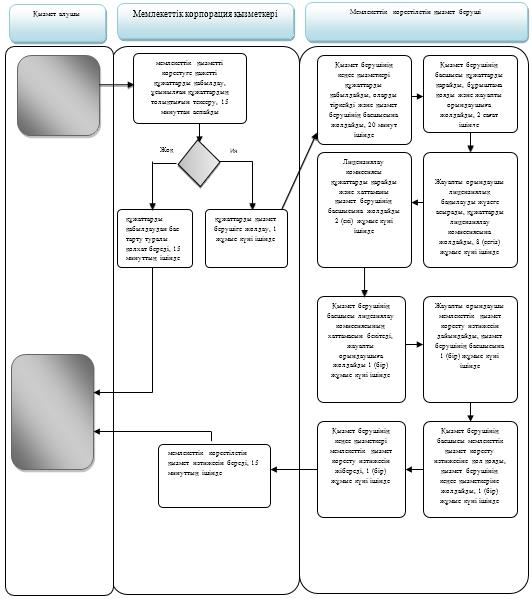 Қызмет алушы
Мемлекеттік корпорация қызметкері
Мемлекеттік көрсетілетін қызмет беруші
мемлекеттік қызметті
көрсетуге қажетті
құжаттарды қабылдау,
ұсынылған құжаттардың
толықтығын тексеру, 15
минуттан аспайды
Жоқ
Ия
құжаттарды
қабылдаудан бас
тарту туралы
қолхат береді, 15
минуттың ішінде
құжаттарды қызмет
берушіге жолдау, 1
жұмыс күні ішінде
Қызмет берушінің
кеңсе қызметкері
құжаттарды
қабылдайды, оларды
тіркейді және қызмет
берушінің басшысына
жолдайды, 20 минут
ішінде
Қызмет берушінің
басшысы құжаттарды
қарайды, бұрыштама
қояды және жауапты
орындаушыға
жолдайды, 2 сағат
ішінде
Лицензиялау
комиссиясы
құжаттарды қарайды
және хаттаманы
қызмет берушінің
басшысына жолдайды
2 (екі) жұмыс күні
ішінде
Жауапты орындаушы
лицензиялық
бақылауды жүзеге
асырады, құжаттарды
лицензиялау
комиссиясына
жолдайды, 8 (сегіз)
жұмыс күні ішінде
Қызмет берушінің
басшысы лицензиялау
комиссиясының
хаттамасын бекітеді,
жауапты
орындаушыға
жолдайды 1 (бір)
жұмыс күні ішінде
Жауапты орындаушы
мемлекеттік қызмет
көрсету нәтижесін
дайындайды, қызмет
берушінің басшысына
1 (бір) жұмыс күні
ішінде
мемлекеттік көрсетілетін
қызмет нәтижесін береді, 15
минуттың ішінде
Қызмет берушінің
кеңсе қызметкері
мемлекеттік қызмет
көрсету нәтижесін
жібереді, 1 (бір)
жұмыс күні ішінде
Қызмет берушінің
басшысы мемлекеттік
қызмет көрсету
нәтижесіне қол қояды,
қызмет берушінің
кеңсе қызметкеріне
жолдайды, 1 (бір)
жұмыс күні ішінде